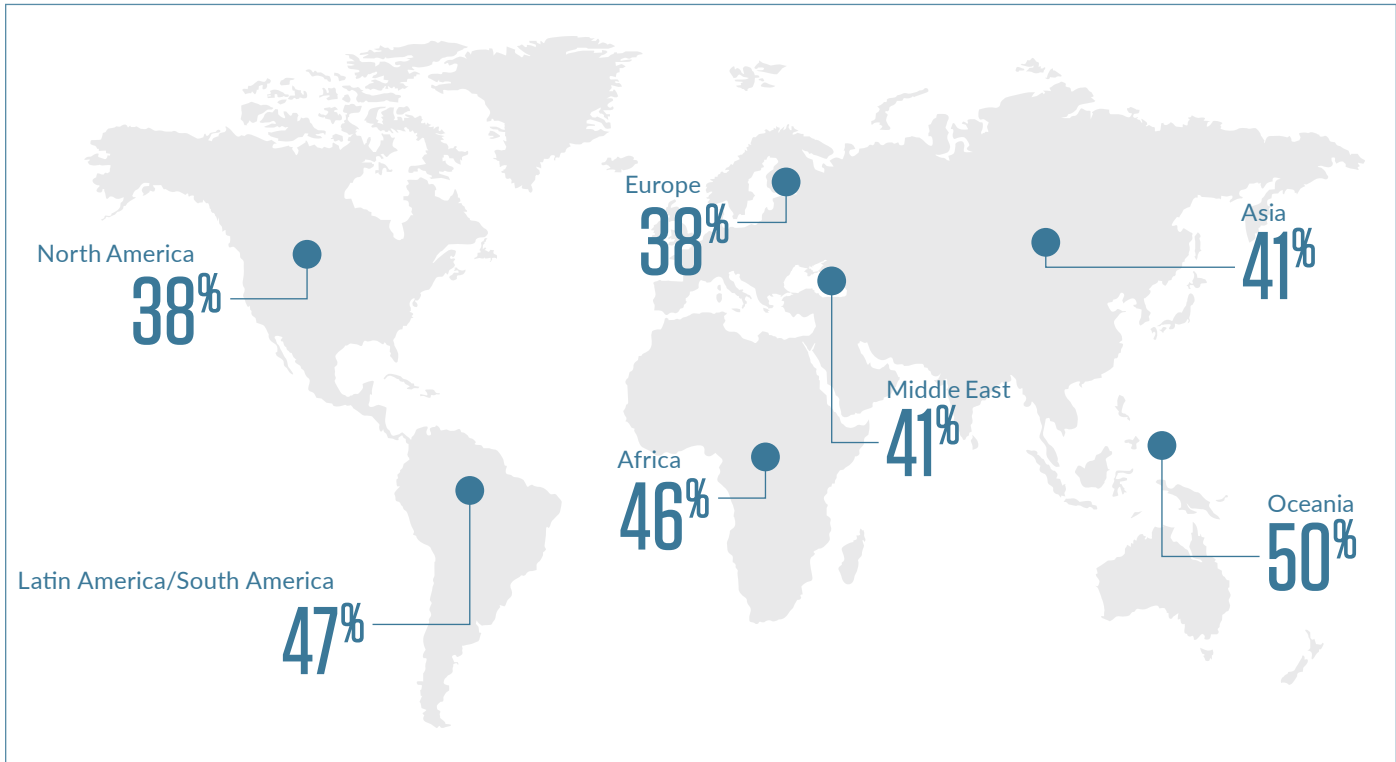 Europe
38%
Asia
41%
North America
38%
Middle East
41%
Africa
46%
Oceania
50%
Latin America/South America
47%